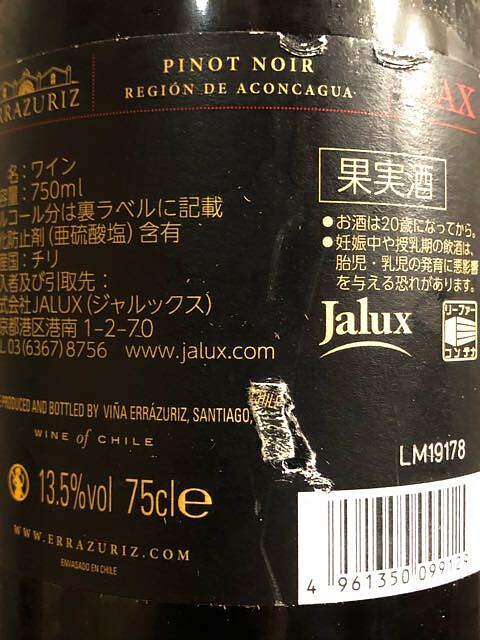 PINOT NOIR
REGIÓN DE ACONCAGUA
RRAZURIZ
AX
名：ワイン
容量：750ml
ルコール分は裏ラベルに記載
化防止剤（亜硫酸塩）含有
産国：チリ
入者及び引取先：
式会社JALUX（ジャルックス）
京都港区港南1-2-70
L 03(6367)8756 www.jalux.com
果実酒
●お酒は20歳になってから。
●妊娠中や授乳期の飲酒は、
胎児・乳児の発育に悪影響
を与える恐れがあります。
Jalux
リーファー
コンテナ
PRODUCED AND BOTTLED BY VIÑA ERRÁZURIZ, SANTIAGO,
CHILE
WINE of CHILE
LM19178
13.5%vol 75cl e
WWW.ERRAZURIZ.COM
ENVASADO EN CHILE
4 961350 099129